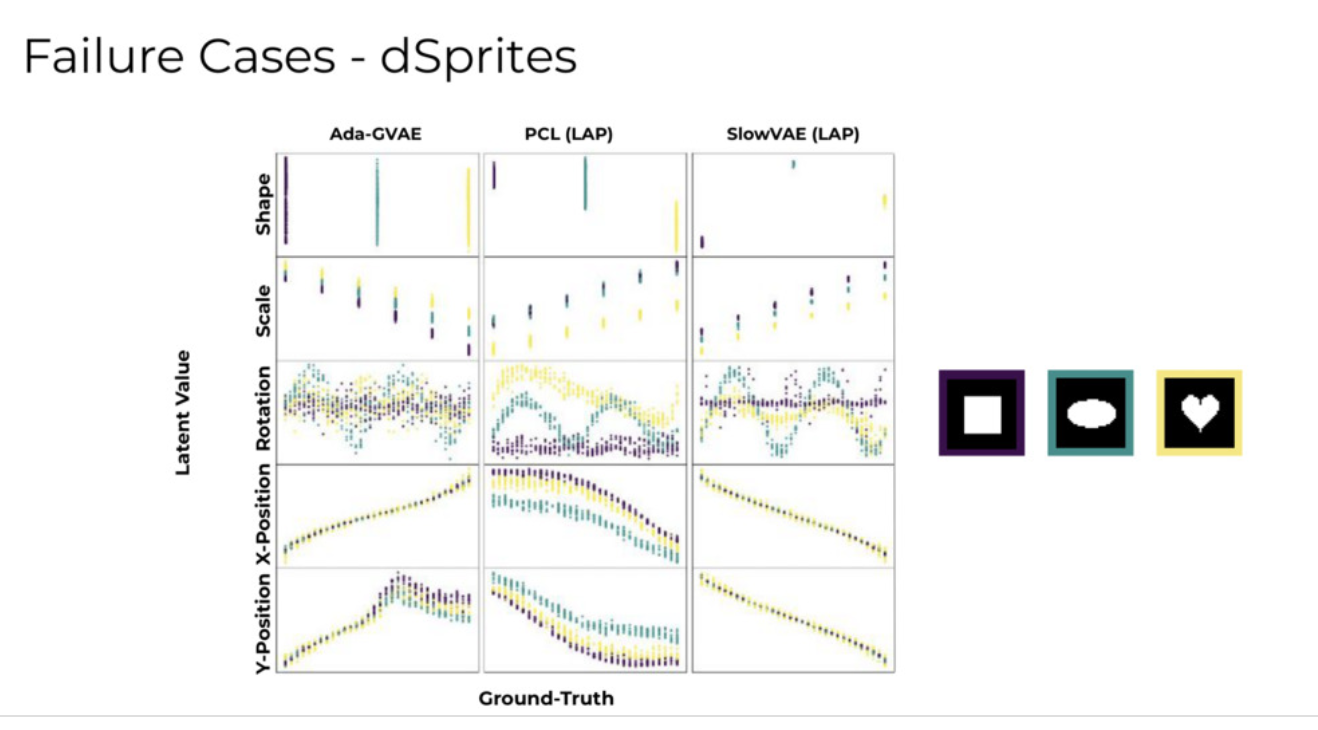 Failure Cases - dSprites
Ada-GVAE
PCL (LAP)
SlowVAE (LAP)
Latent Value
Shape
Scale
Rotation
X-Position
Y-Position
Ground-Truth